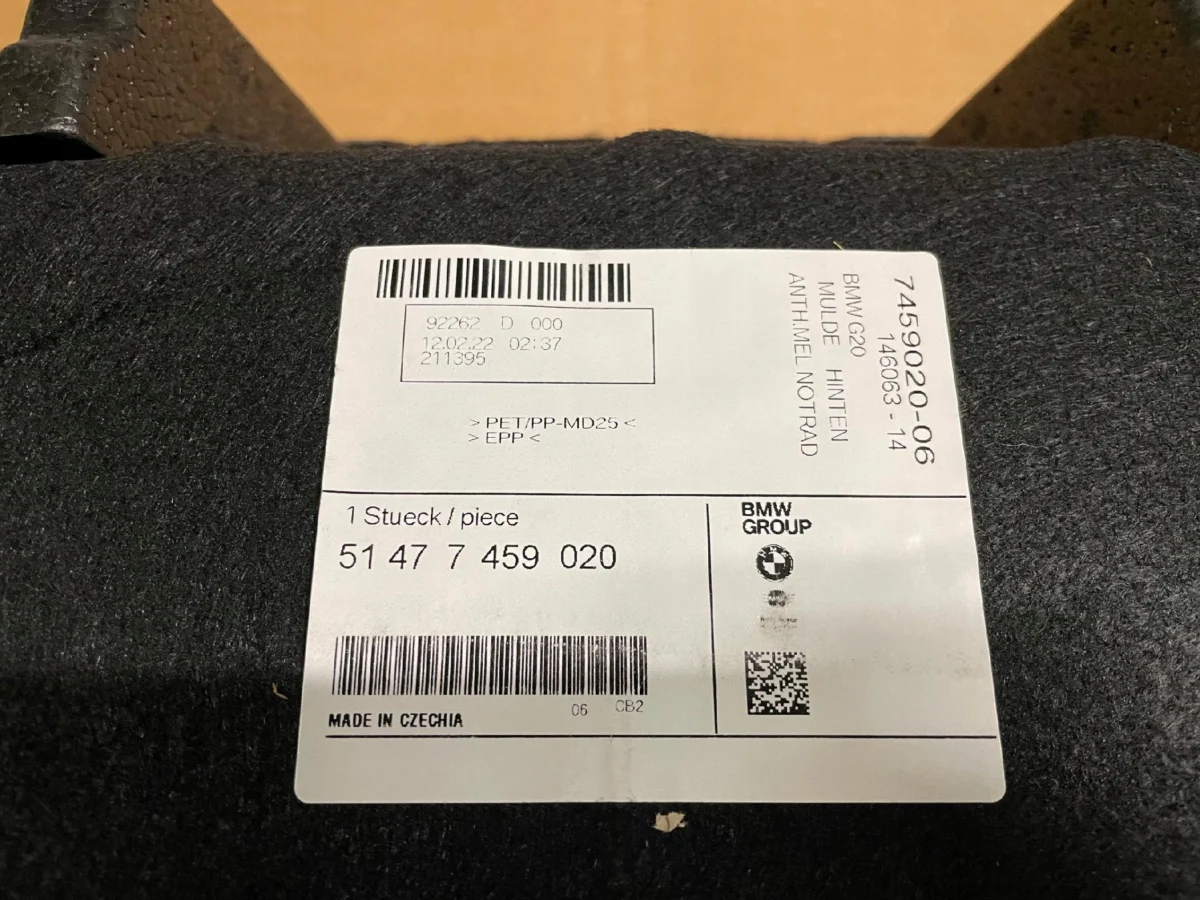 92262 D 000
12.02.22 02:37
211395
> PET/PP-MD25 <
> EPP <
7459020-06
146063 - 14
BMW G20
MULDE HINTEN
ANTH.MEL NOTRAD
1 Stueck / piece
51 47 7 459 020
06 CB2
MADE IN CZECHIA
BMW
GROUP